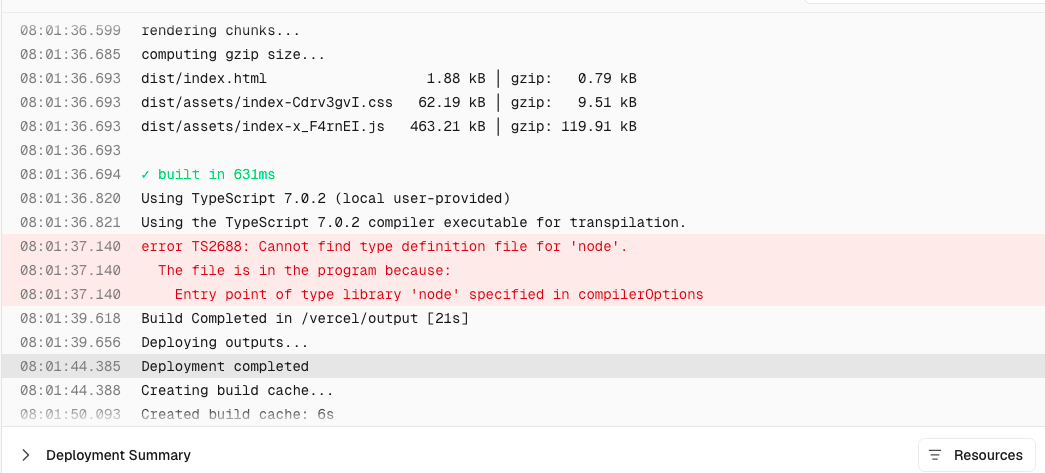 08:01:36.599 rendering chunks...
08:01:36.685 computing gzip size...
08:01:36.693 dist/index.html 1.88 kB │ gzip: 0.79 kB
08:01:36.693 dist/assets/index-Cdrv3gvI.css 62.19 kB │ gzip: 9.51 kB
08:01:36.693 dist/assets/index-x_F4rnEI.js 463.21 kB │ gzip: 119.91 kB
08:01:36.693
08:01:36.694 ✓ built in 631ms
08:01:36.820 Using TypeScript 7.0.2 (local user-provided)
08:01:36.821 Using the TypeScript 7.0.2 compiler executable for transpilation.
08:01:37.140 error TS2688: Cannot find type definition file for 'node'.
08:01:37.140 The file is in the program because:
08:01:37.140 Entry point of type library 'node' specified in compilerOptions
08:01:39.618 Build Completed in /vercel/output [21s]
08:01:39.656 Deploying outputs...
08:01:44.385 Deployment completed
08:01:44.388 Creating build cache...
08:01:50.093 Created build cache: 6s
Deployment Summary
Resources